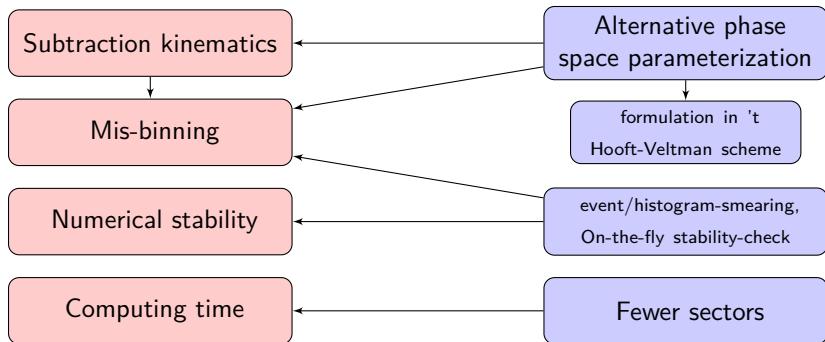 Subtraction kinematics
Alternative phase
space parameterization
Mis-binning
formulation in 't
Hooft-Veltman scheme
Numerical stability
event/histogram-smearing,
On-the-fly stability-check
Computing time
Fewer sectors